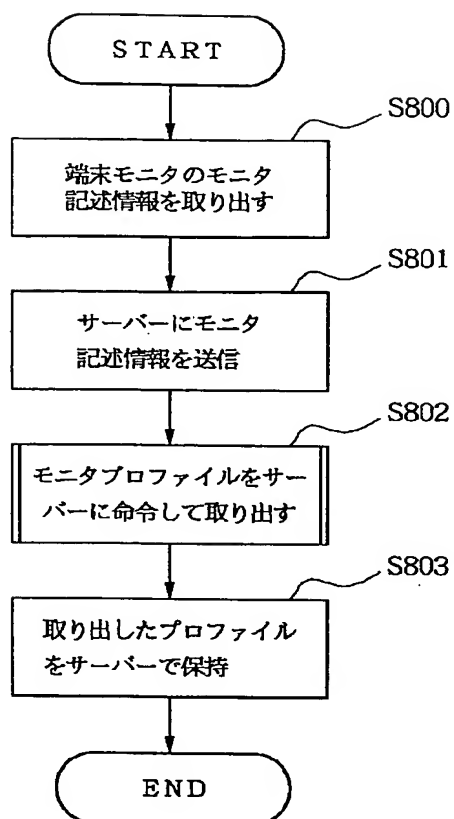 START
S800
端末モニタのモニタ
記述情報を取り出す
S801
サーバーにモニタ
記述情報を送信
S802
モニタプロファイルをサー
バーに命令して取り出す
S803
取り出したプロファイル
をサーバーで保持
END